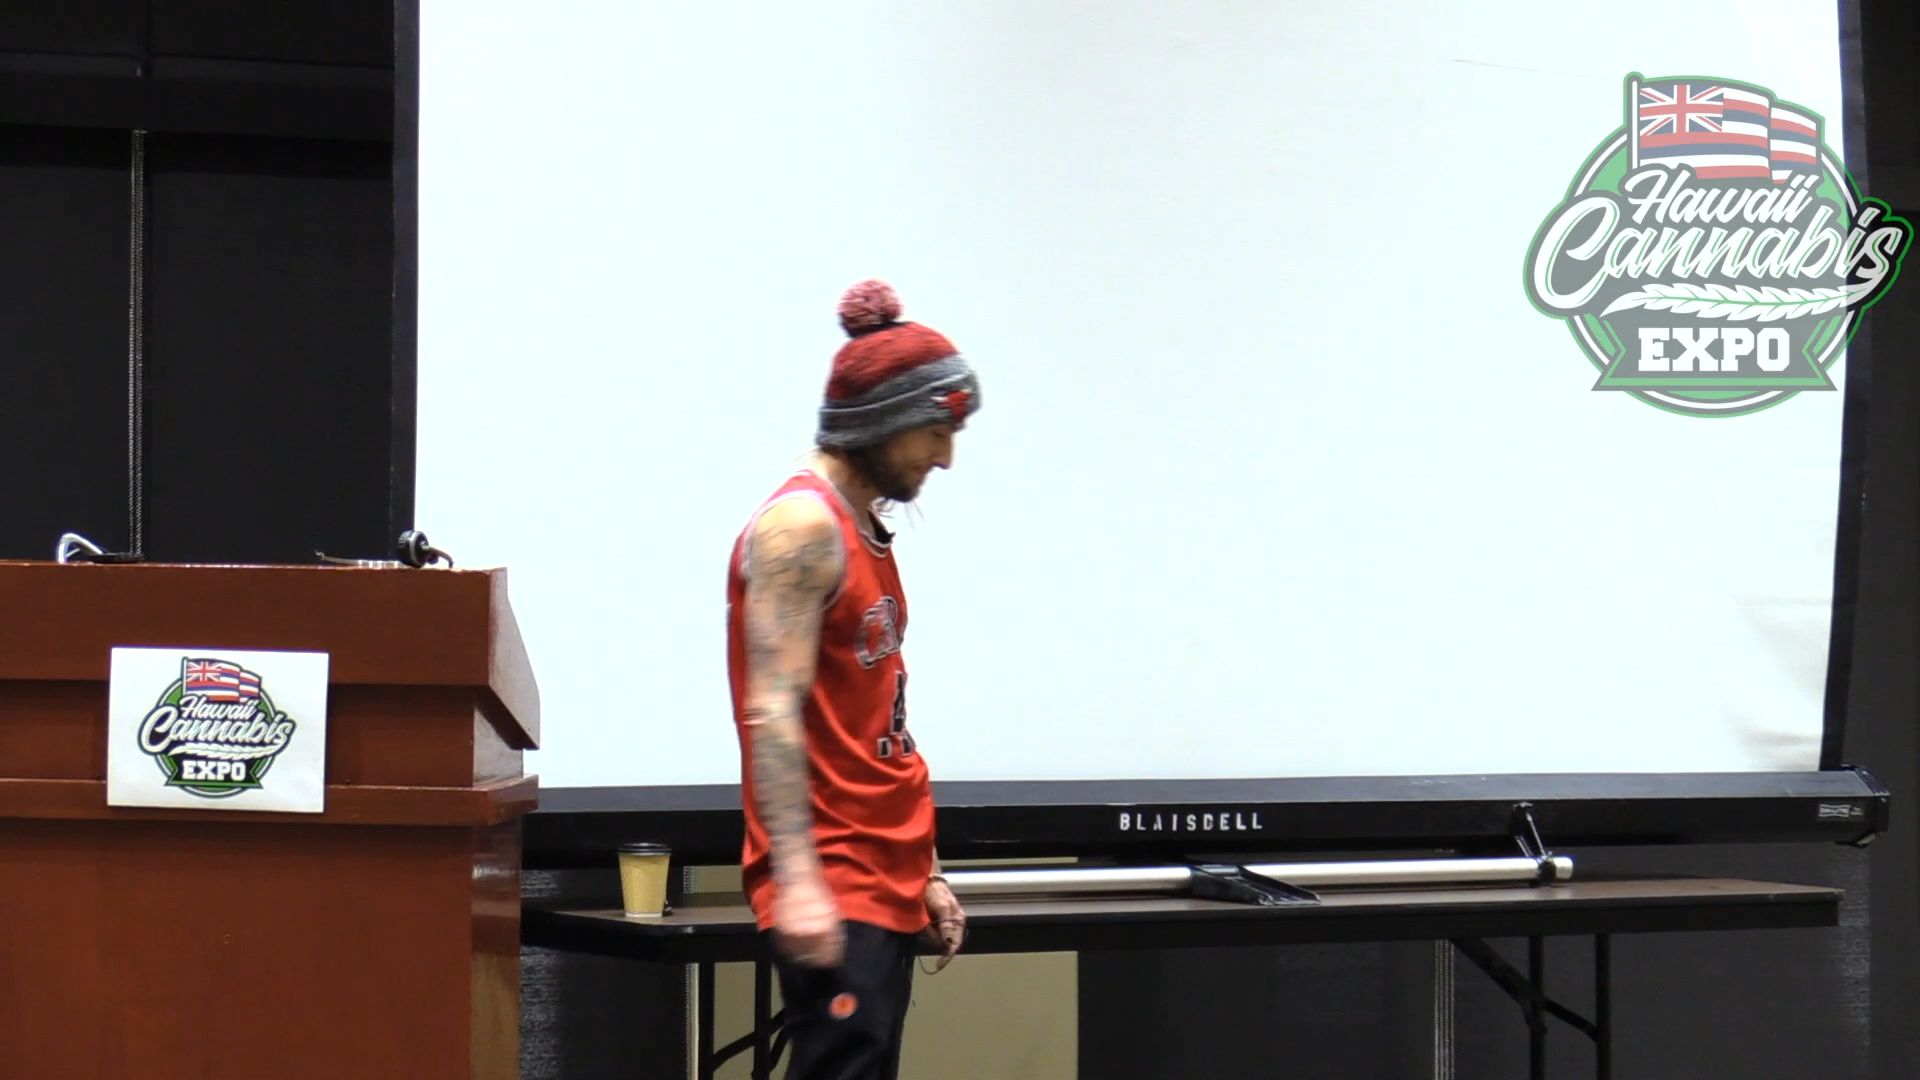 Hawaii
Cannabis
EXPO
Hawaii
Cannabis
EXPO
BLAISDELL